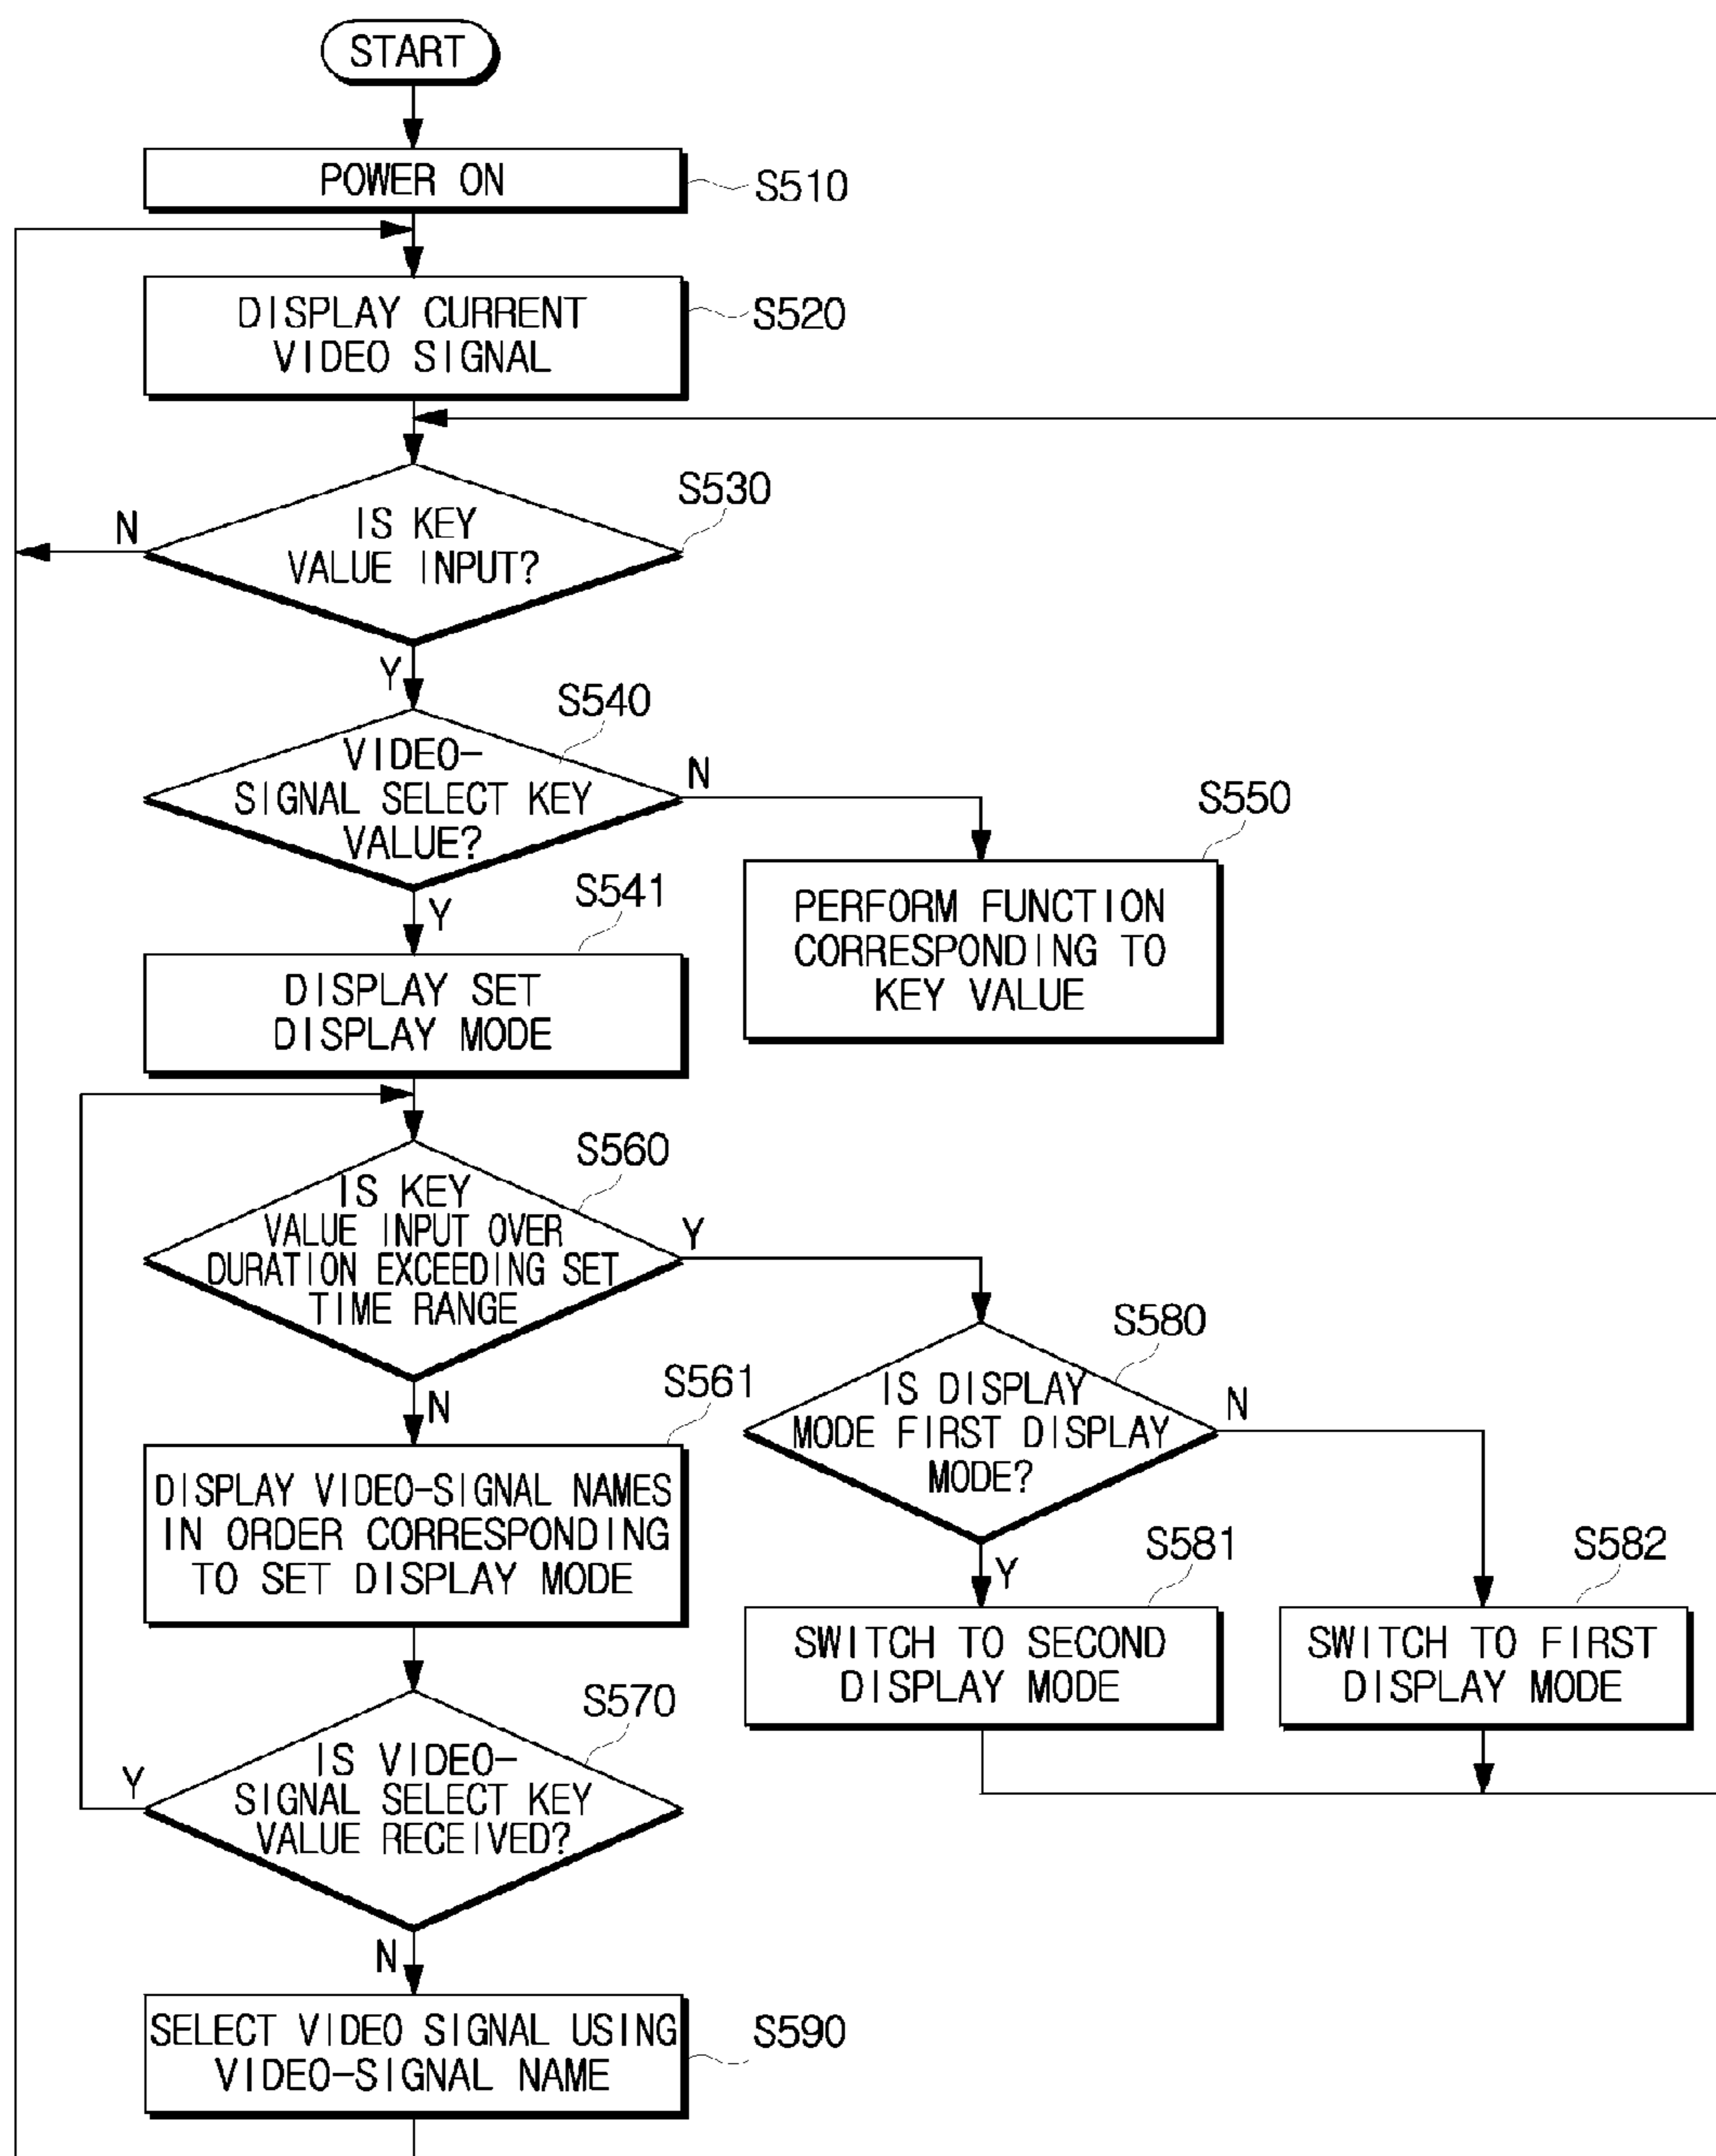 START
POWER ON
S510
DISPLAY CURRENT
VIDEO SIGNAL
S520
IS KEY
VALUE INPUT?
S530
N
Y
VIDEO-
SIGNAL SELECT KEY
VALUE?
S540
N
Y
PERFORM FUNCTION
CORRESPONDING TO
KEY VALUE
S550
DISPLAY SET
DISPLAY MODE
S541
IS KEY
VALUE INPUT OVER
DURATION EXCEEDING SET
TIME RANGE
S560
Y
N
IS DISPLAY
MODE FIRST DISPLAY
MODE?
S580
N
Y
DISPLAY VIDEO-SIGNAL NAMES
IN ORDER CORRESPONDING
TO SET DISPLAY MODE
S561
SWITCH TO SECOND
DISPLAY MODE
S581
SWITCH TO FIRST
DISPLAY MODE
S582
IS VIDEO-
SIGNAL SELECT KEY
VALUE RECEIVED?
S570
Y
N
SELECT VIDEO SIGNAL USING
VIDEO-SIGNAL NAME
S590